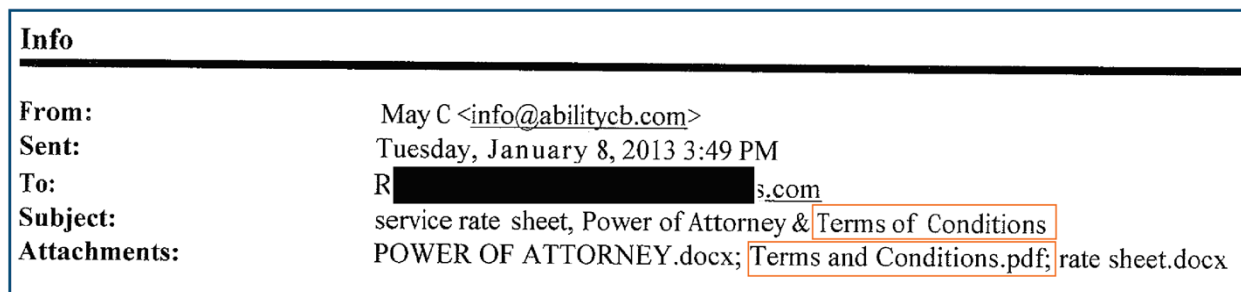 Info
From: May C <info@abilitycb.com>
Sent: Tuesday, January 8, 2013 3:49 PM
To: R s.com
Subject: service rate sheet, Power of Attorney & Terms of Conditions
Attachments: POWER OF ATTORNEY.docx; Terms and Conditions.pdf; rate sheet.docx